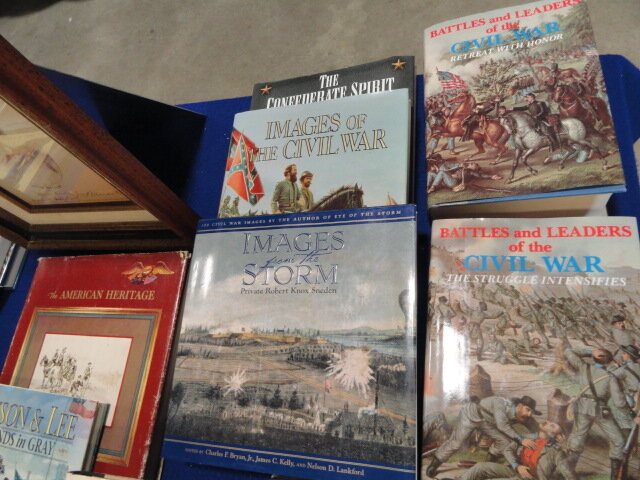 THE
CONFEDERATE SPIRIT
IMAGES OF
THE CIVIL WAR
BATTLES AND LEADERS
of the
CIVIL WAR
RETREAT WITH HONOR
100 CIVIL WAR IMAGES BY THE AUTHOR OF EYE OF THE STORM
IMAGES
from THE
STORM
Private Robert Knox Sneden
EDITED BY Charles F. Bryan, Jr., James C. Kelly, AND Nelson D. Lankford
BATTLES AND LEADERS
of the
CIVIL WAR
THE STRUGGLE INTENSIFIES
The AMERICAN HERITAGE
SON & LEE
NDS in GRAY